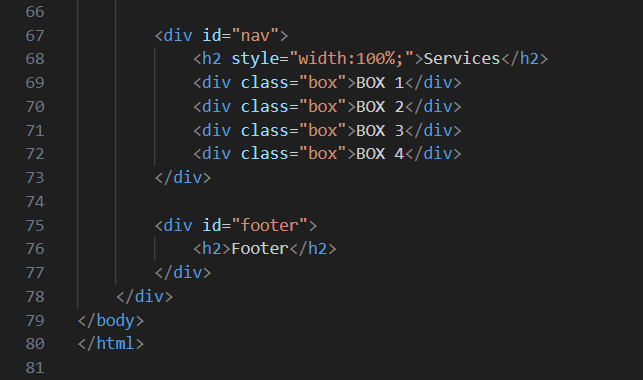 66
67 <div id="nav">
68 <h2 style="width:100%;">Services</h2>
69 <div class="box">BOX 1</div>
70 <div class="box">BOX 2</div>
71 <div class="box">BOX 3</div>
72 <div class="box">BOX 4</div>
73 </div>
74
75 <div id="footer">
76 <h2>Footer</h2>
77 </div>
78 </div>
79 </body>
80 </html>
81